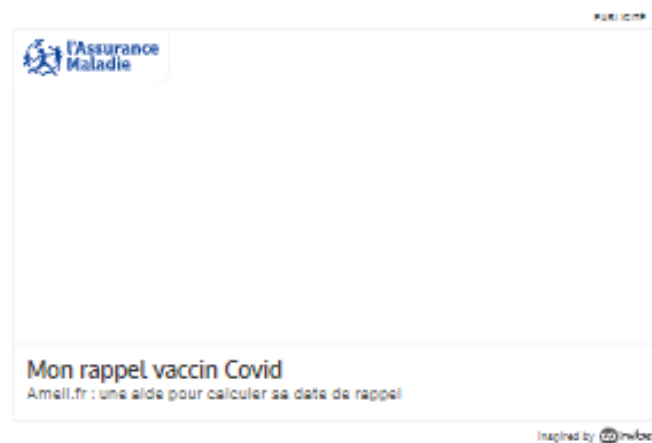 PUBLICITÉ
l'Assurance
Maladie
Mon rappel vaccin Covid
Ameli.fr : une aide pour calculer sa date de rappel
Inspired by invibes